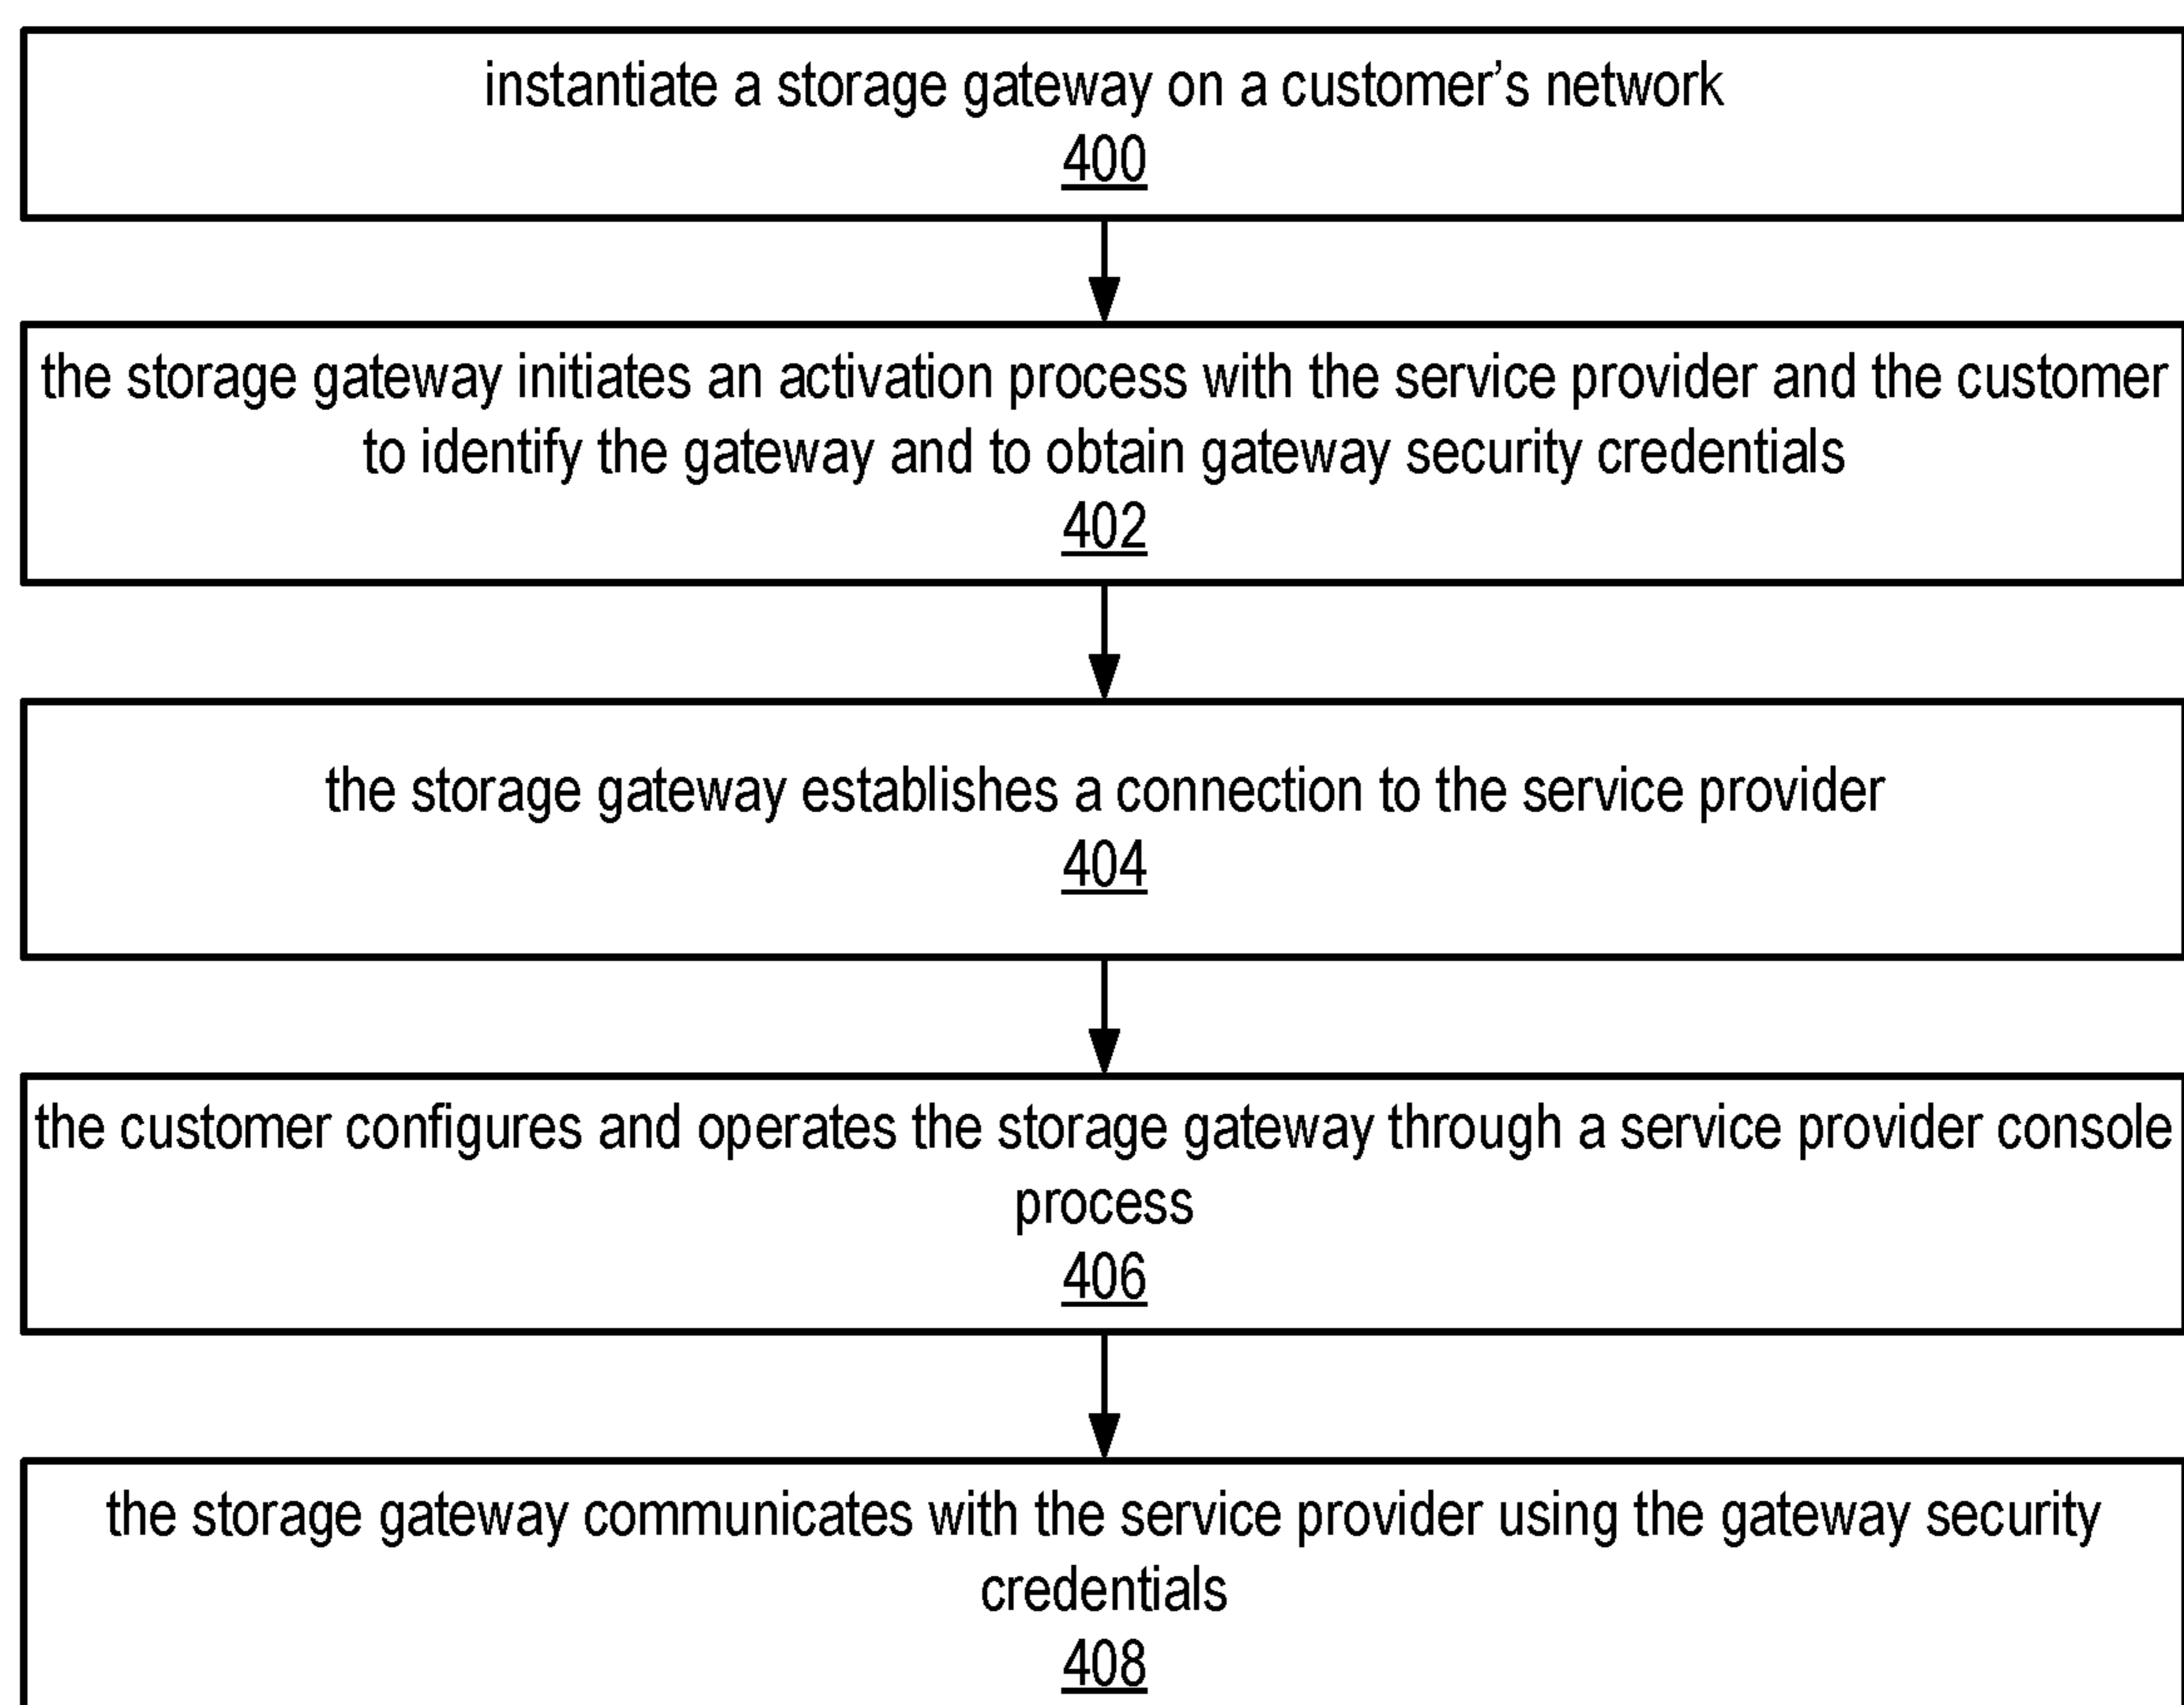 instantiate a storage gateway on a customer’s network
400
the storage gateway initiates an activation process with the service provider and the customer
to identify the gateway and to obtain gateway security credentials
402
the storage gateway establishes a connection to the service provider
404
the customer configures and operates the storage gateway through a service provider console
process
406
the storage gateway communicates with the service provider using the gateway security
credentials
408